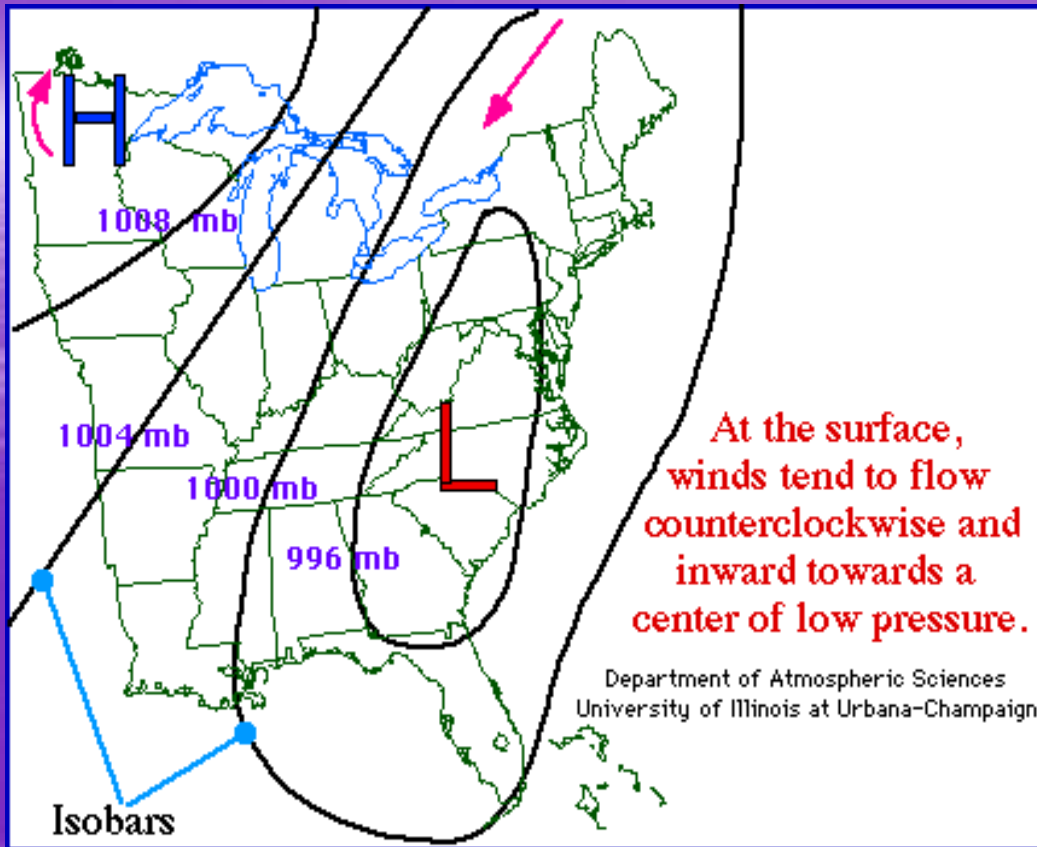 H
1008 mb
1004 mb
1000 mb
L
996 mb
At the surface,
winds tend to flow
counterclockwise and
inward towards a
center of low pressure.
Department of Atmospheric Sciences
University of Illinois at Urbana-Champaign
Isobars